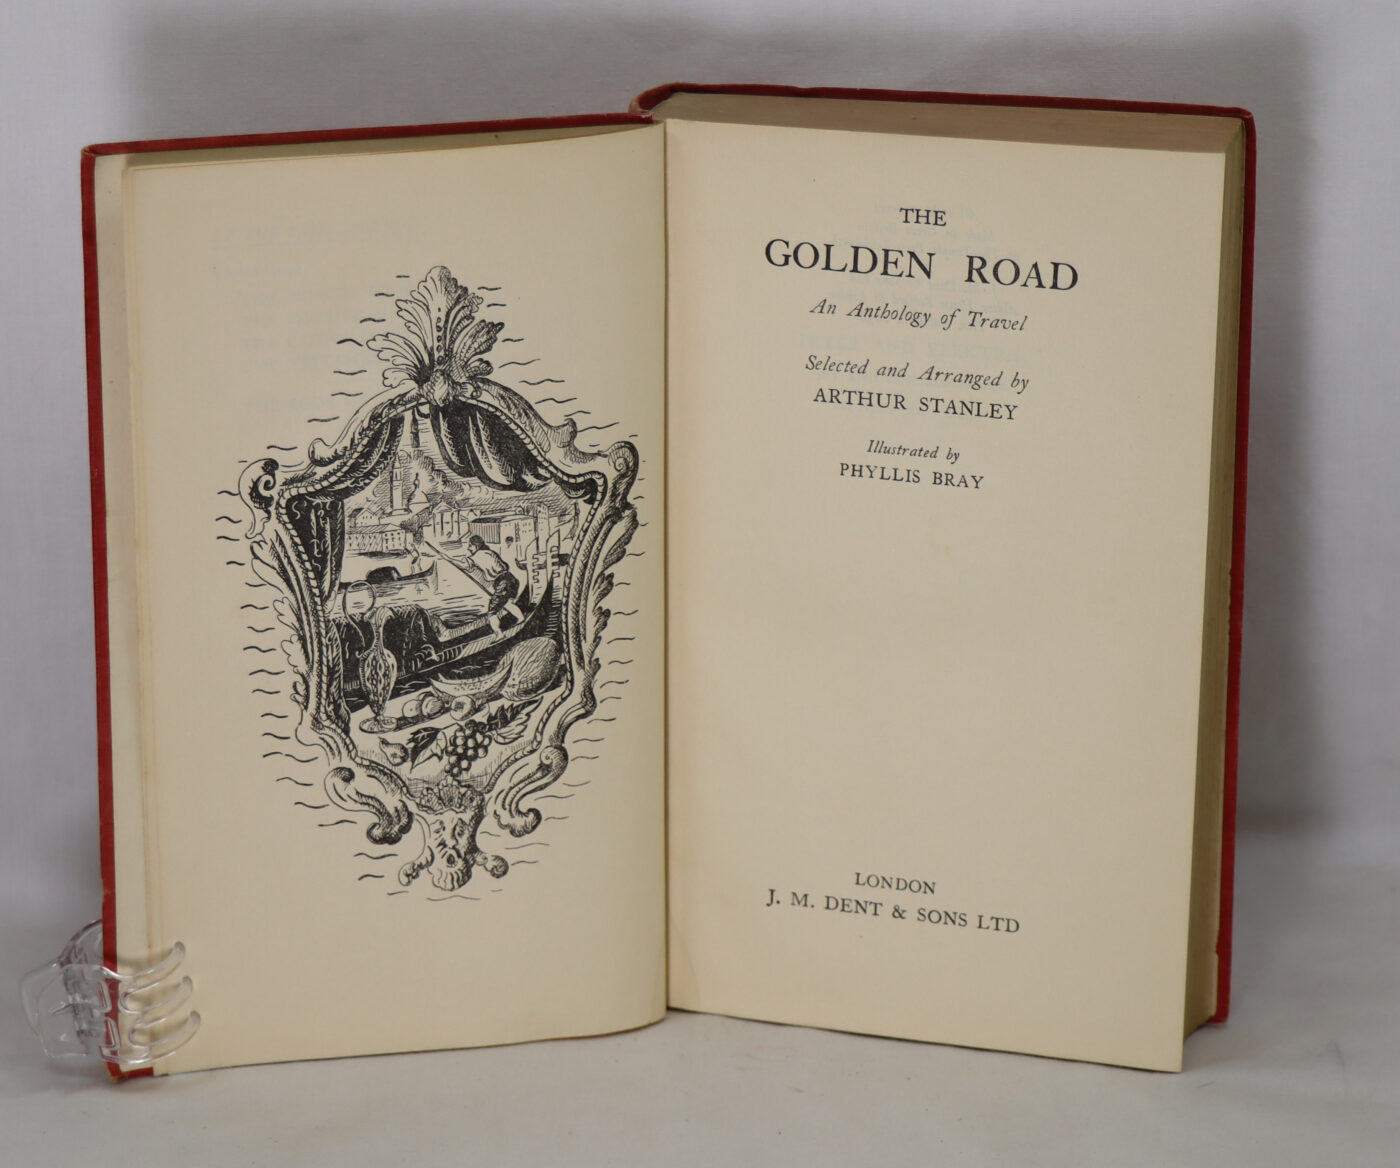 THE
GOLDEN ROAD
An Anthology of Travel
Selected and Arranged by
ARTHUR STANLEY
Illustrated by
PHYLLIS BRAY
LONDON
J. M. DENT & SONS LTD